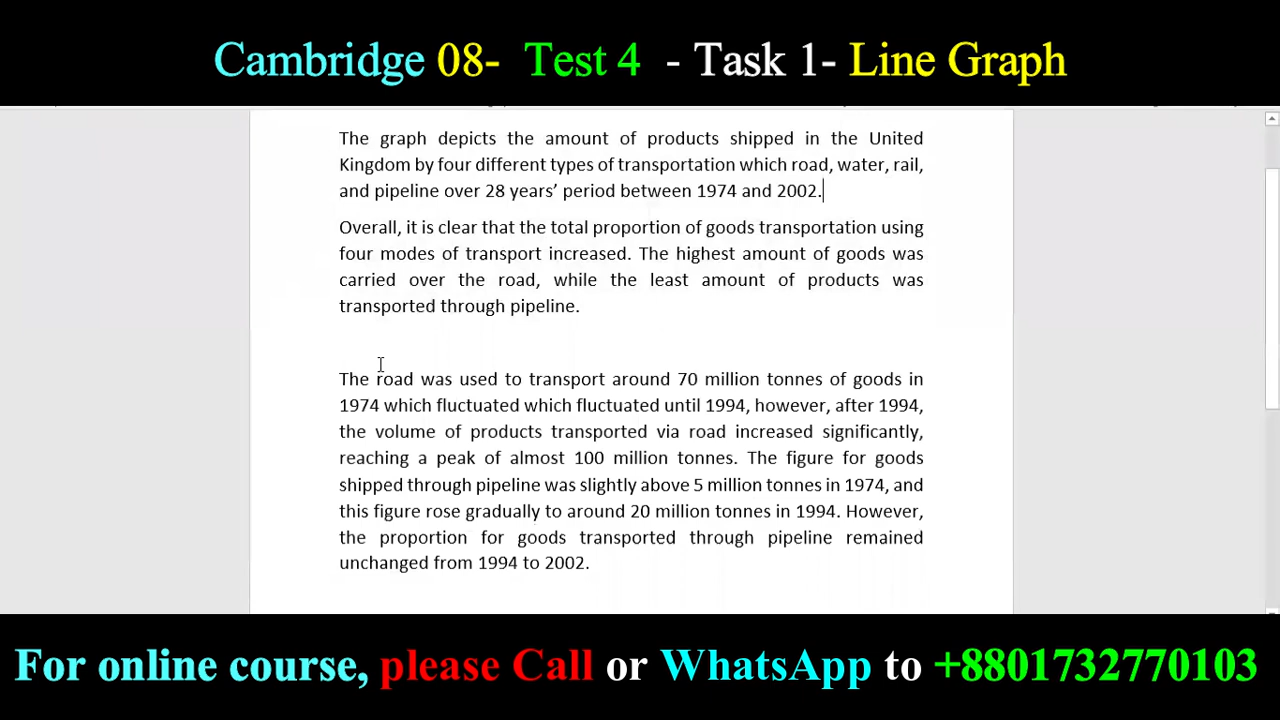 Cambridge 08- Test 4 - Task 1- Line Graph
The graph depicts the amount of products shipped in the United
Kingdom by four different types of transportation which road, water, rail,
and pipeline over 28 years’ period between 1974 and 2002.
Overall, it is clear that the total proportion of goods transportation using
four modes of transport increased. The highest amount of goods was
carried over the road, while the least amount of products was
transported through pipeline.
The road was used to transport around 70 million tonnes of goods in
1974 which fluctuated which fluctuated until 1994, however, after 1994,
the volume of products transported via road increased significantly,
reaching a peak of almost 100 million tonnes. The figure for goods
shipped through pipeline was slightly above 5 million tonnes in 1974, and
this figure rose gradually to around 20 million tonnes in 1994. However,
the proportion for goods transported through pipeline remained
unchanged from 1994 to 2002.
For online course, please Call or WhatsApp to +8801732770103